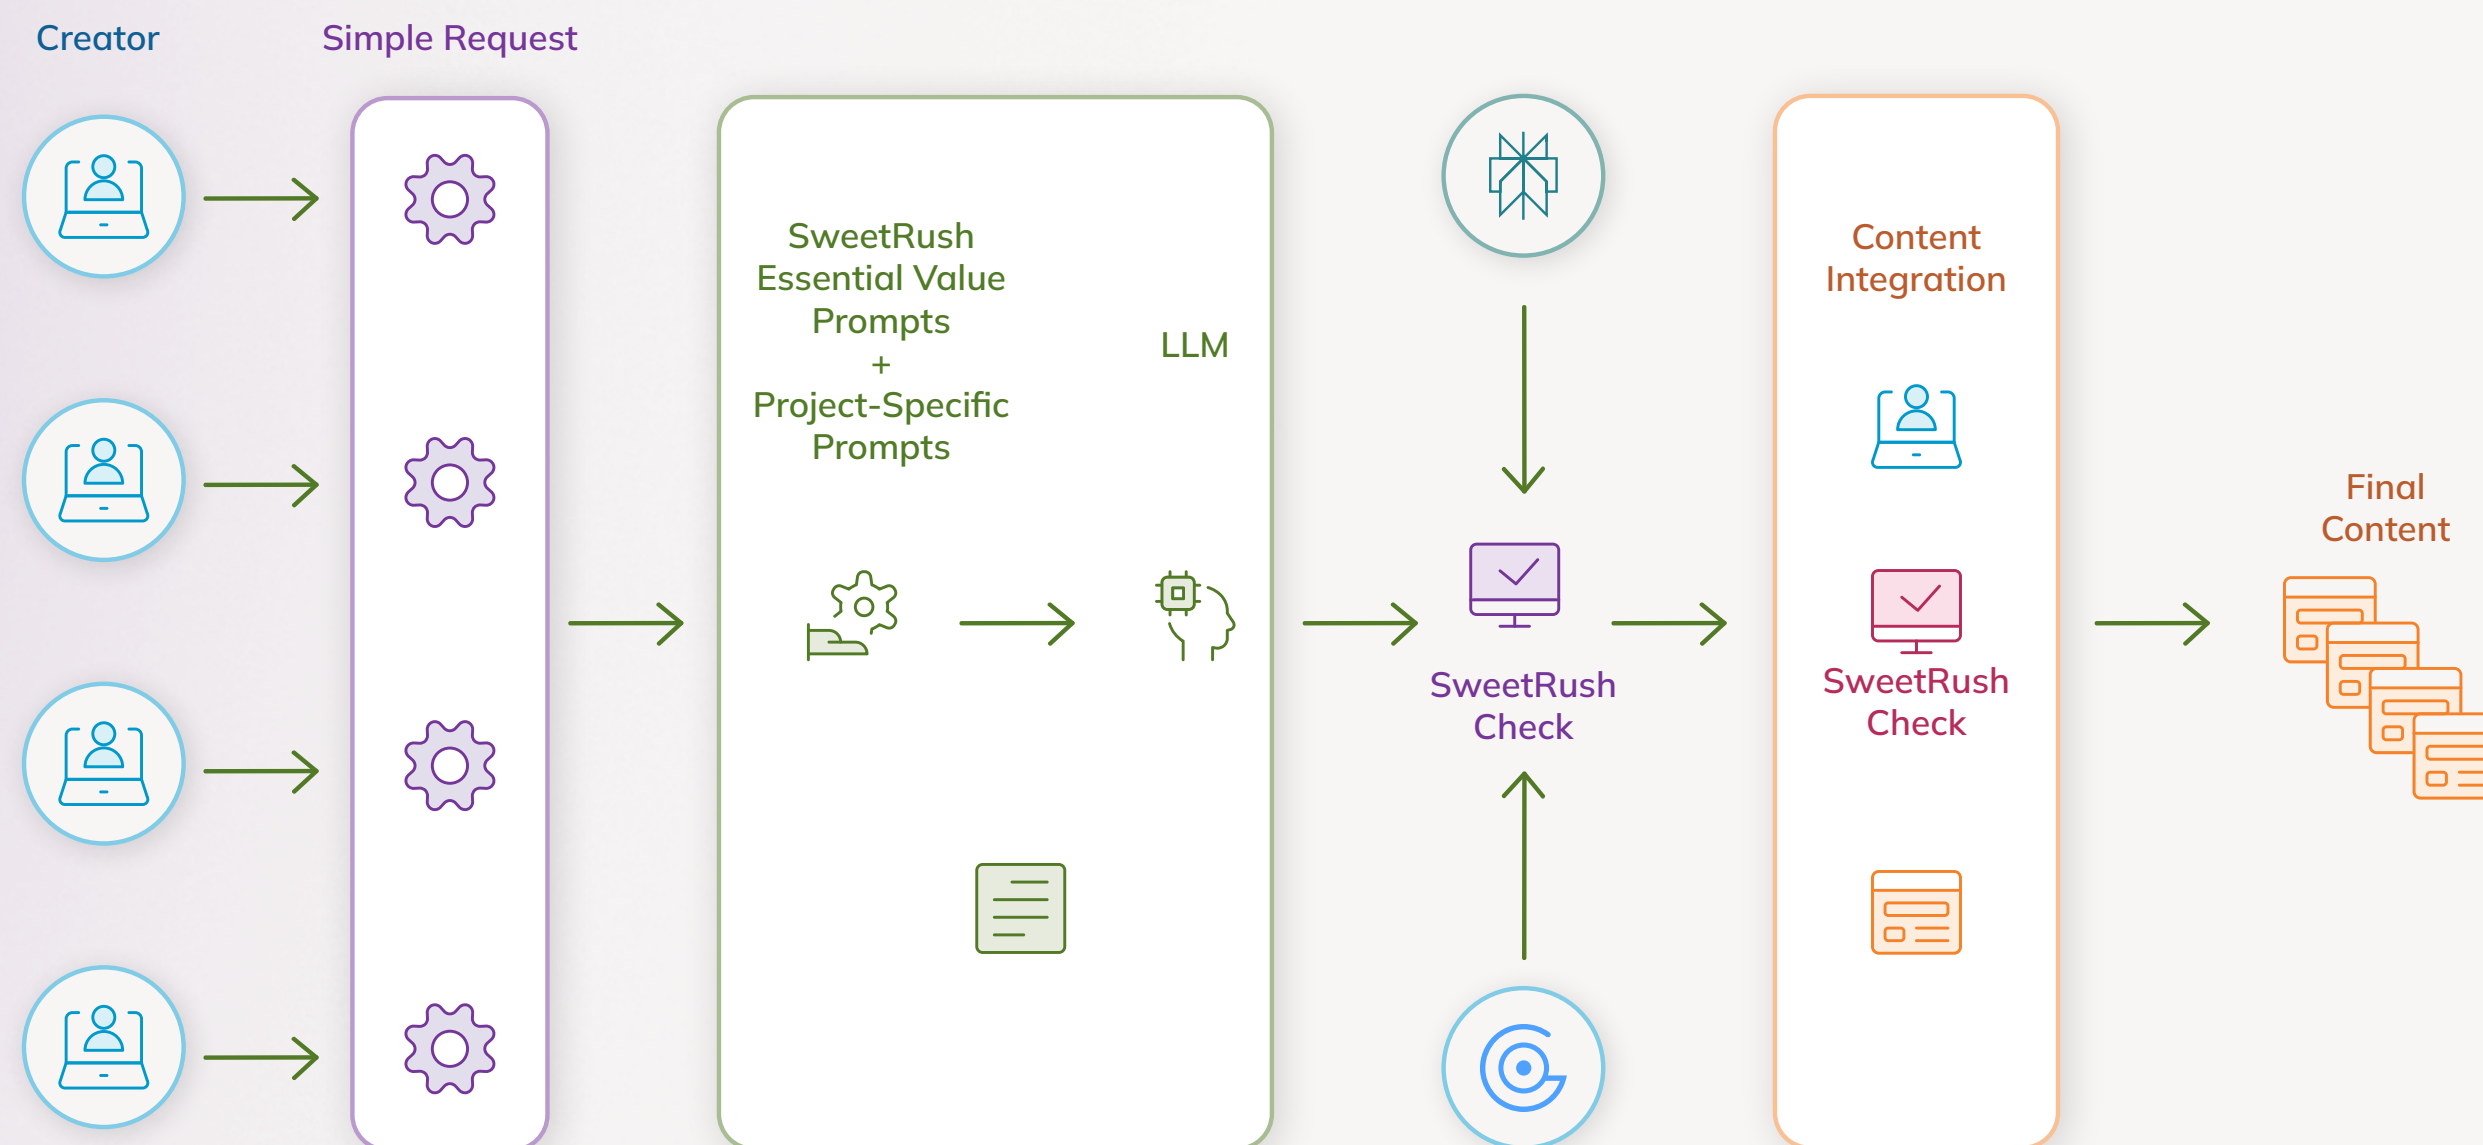 Creator
Simple Request
SweetRush
Essential Value
Prompts
+
Project-Specific
Prompts
LLM
SweetRush
Check
Content
Integration
SweetRush
Check
Final
Content